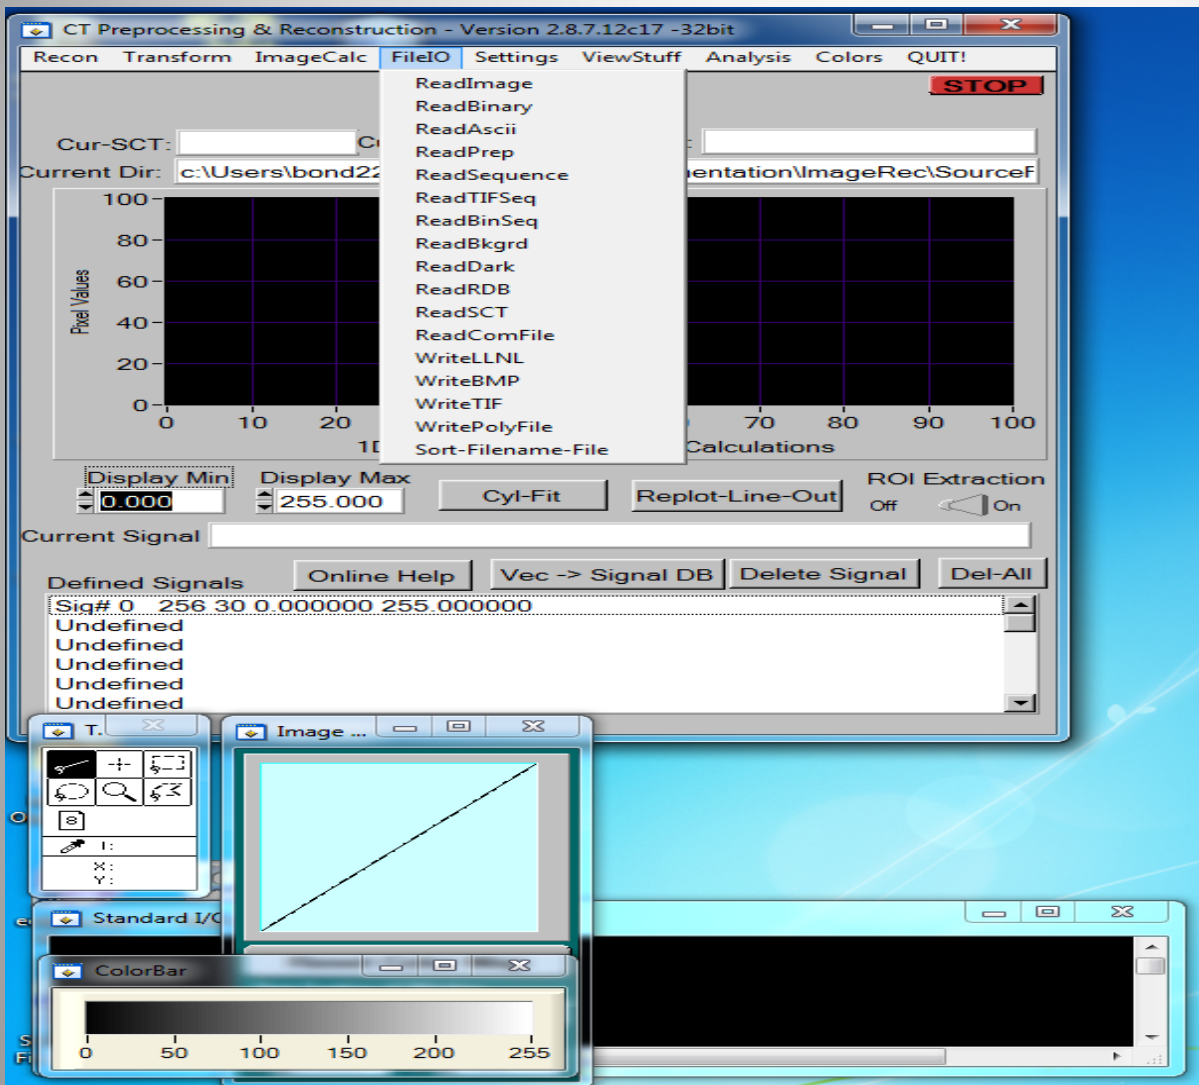 CT Preprocessing & Reconstruction - Version 2.8.7.12c17 -32bit
Recon Transform ImageCalc FileIO Settings ViewStuff Analysis Colors QUIT!
STOP
ReadImage
ReadBinary
ReadAscii
ReadPrep
ReadSequence
ReadTIFSeq
ReadBinSeq
ReadBkgrd
ReadDark
ReadRDB
ReadSCT
ReadComFile
WriteLLNL
WriteBMP
WriteTIF
WritePolyFile
Sort-Filename-File
Cur-SCT:
Current Dir: c:\Users\bond22 entation\ImageRec\SourceF
Pixel Values
100
80
60
40
20
0
0 10 20 70 80 90 100
1D Calculations
Display Min Display Max ROI Extraction
0.000 255.000 Cyl-Fit Replot-Line-Out Off On
Current Signal
Defined Signals Online Help Vec -> Signal DB Delete Signal Del-All
Sig# 0 256 30 0.000000 255.000000
Undefined
Undefined
Undefined
Undefined
Undefined
T.
Image ...
8
I:
X:
Y:
Standard I/O
ColorBar
0 50 100 150 200 255